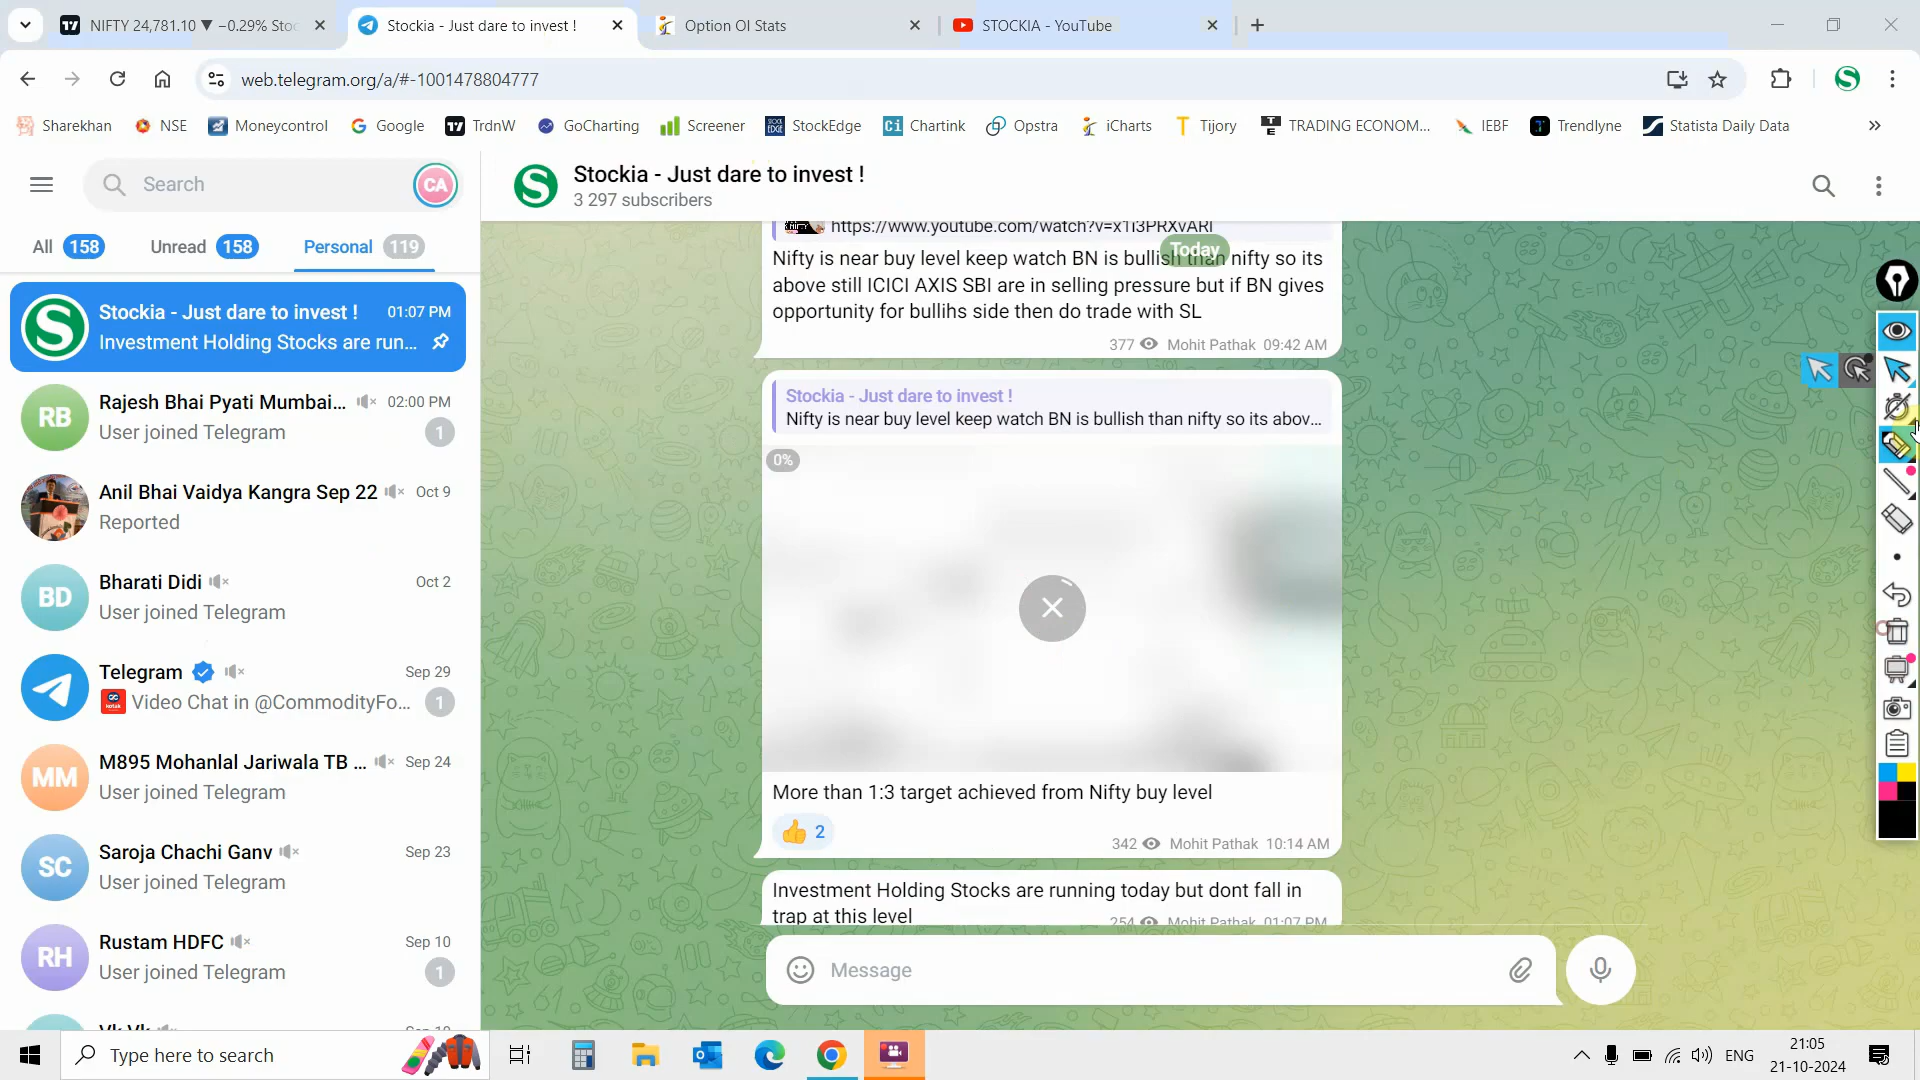 NIFTY 24,781.10 ▼ −0.29% Stoc
Stockia - Just dare to invest !
Option OI Stats
STOCKIA - YouTube
web.telegram.org/a/#-1001478804777
Sharekhan
NSE
Moneycontrol
Google
TrdnW
GoCharting
Screener
StockEdge
Chartink
Opstra
iCharts
Tijory
TRADING ECONOM...
IEBF
Trendlyne
Statista Daily Data
Search
CA
All 158
Unread 158
Personal 119
Stockia - Just dare to invest ! 01:07 PM
Investment Holding Stocks are run...
RB
Rajesh Bhai Pyati Mumbai... 02:00 PM
User joined Telegram 1
Anil Bhai Vaidya Kangra Sep 22 Oct 9
Reported
BD
Bharati Didi Oct 2
User joined Telegram
Telegram Sep 29
Video Chat in @CommodityFo... 1
MM
M895 Mohanlal Jariwala TB ... Sep 24
User joined Telegram
SC
Saroja Chachi Ganv Sep 23
User joined Telegram
RH
Rustam HDFC Sep 10
User joined Telegram 1
Stockia - Just dare to invest !
3 297 subscribers
Today
Nifty is near buy level keep watch BN is bullish than nifty so its
above still ICICI AXIS SBI are in selling pressure but if BN gives
opportunity for bullihs side then do trade with SL
377 Mohit Pathak 09:42 AM
Stockia - Just dare to invest !
Nifty is near buy level keep watch BN is bullish than nifty so its abov...
0%
More than 1:3 target achieved from Nifty buy level
2
342 Mohit Pathak 10:14 AM
Investment Holding Stocks are running today but dont fall in
trap at this level
254 Mohit Pathak 01:07 PM
Message
Type here to search
ENG
21:05
21-10-2024